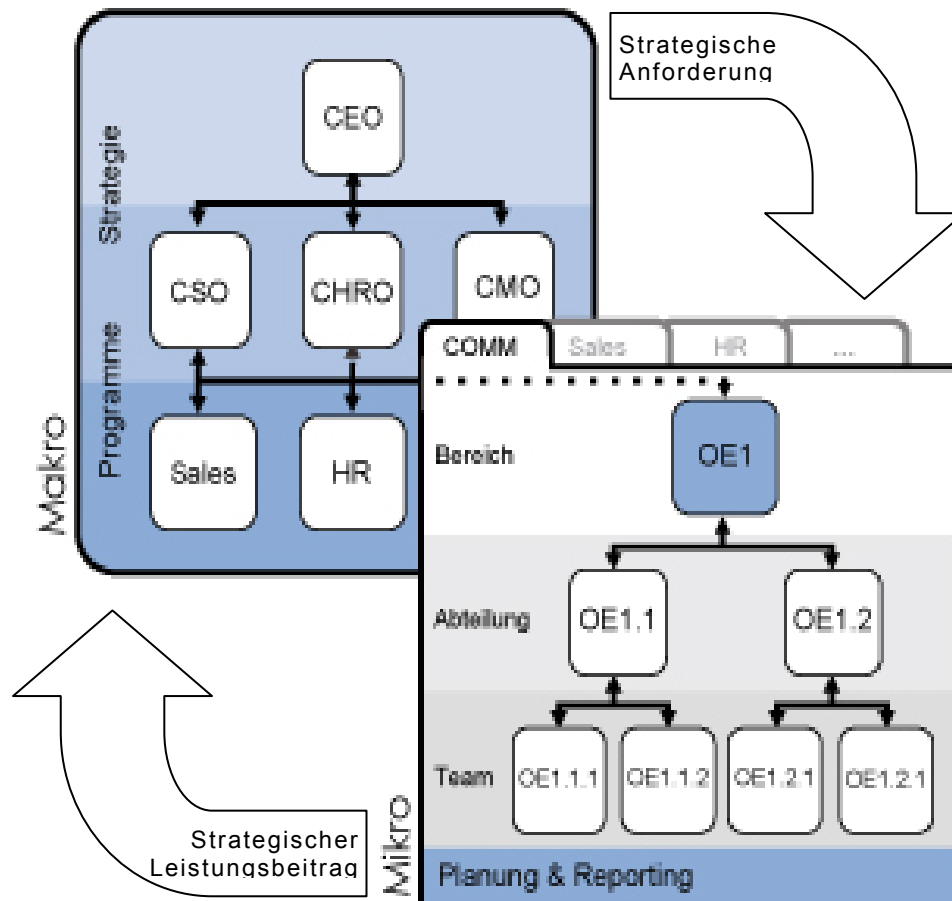 Strategische
Anforderung
CEO
Strategie
CSO
CHRO
CMO
Programme
Sales
HR
Makro
COMM
Sales
HR
...
Bereich
OE1
Abteilung
OE1.1
OE1.2
Team
OE1.1.1
OE1.1.2
OE1.2.1
OE1.2.1
Mikro
Planung & Reporting
Strategischer
Leistungsbeitrag